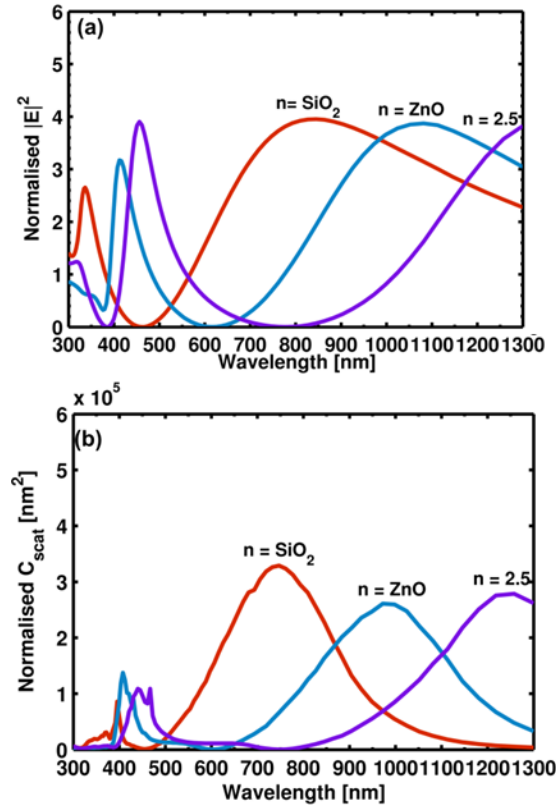 (a)
Normalised |E|²
5
4
3
2
1
0
n= SiO₂
n = ZnO
n = 2.5
300 400 500 600 700 800 900 1000 1100 1200 1300
Wavelength [nm]
x 10⁵
(b)
Normalised C_scat [nm²]
6
5
4
3
2
1
0
n = SiO₂
n = ZnO
n = 2.5
300 400 500 600 700 800 900 1000 1100 1200 1300
Wavelength [nm]